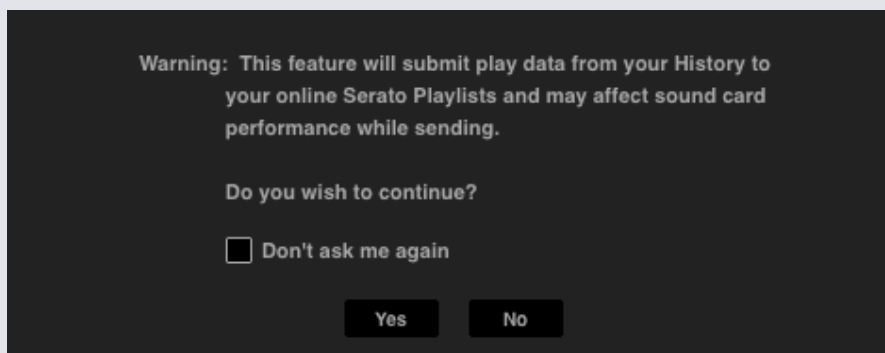 Warning: This feature will submit play data from your History to
your online Serato Playlists and may affect sound card
performance while sending.
Do you wish to continue?
Don't ask me again
Yes No